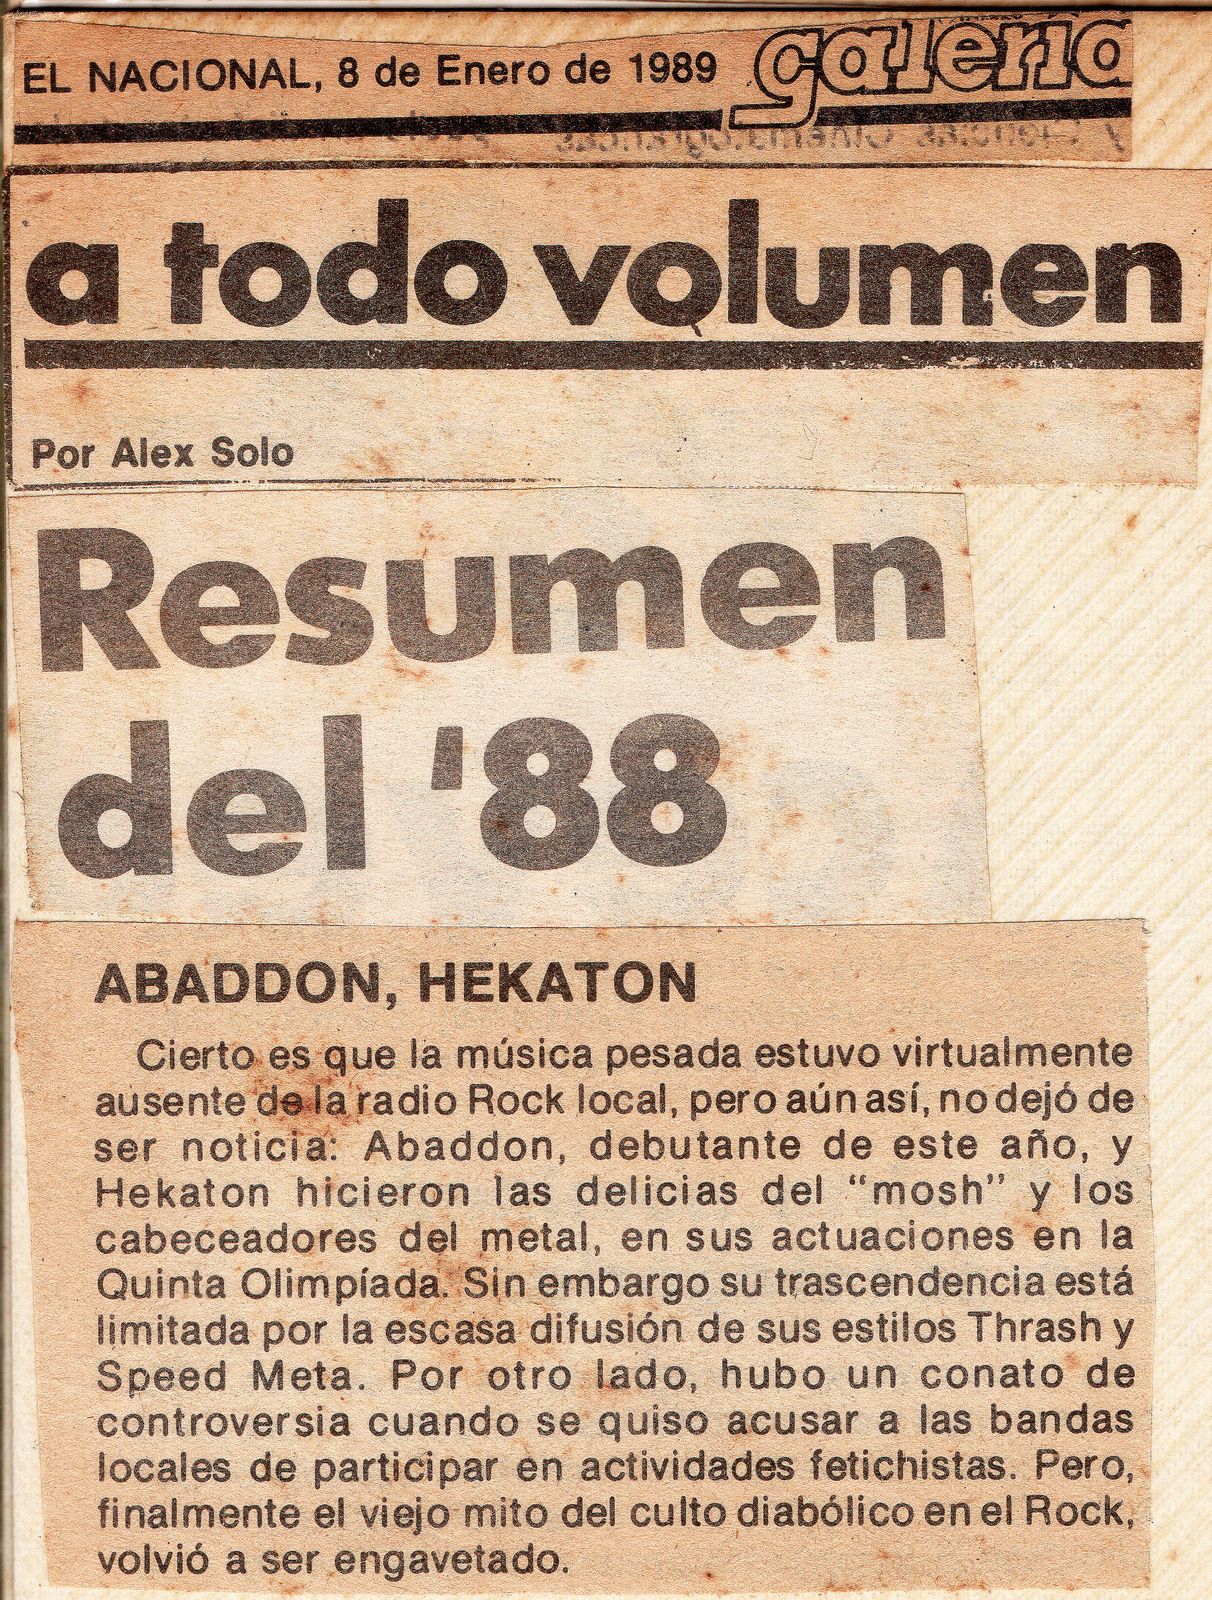 EL NACIONAL, 8 de Enero de 1989 galería
a todo volumen
Por Alex Solo
Resumen
del '88
ABADDON, HEKATON
Cierto es que la música pesada estuvo virtualmente
ausente de la radio Rock local, pero aún así, no dejó de
ser noticia: Abaddon, debutante de este año, y
Hekaton hicieron las delicias del “mosh” y los
cabeceadores del metal, en sus actuaciones en la
Quinta Olimpíada. Sin embargo su trascendencia está
limitada por la escasa difusión de sus estilos Thrash y
Speed Meta. Por otro lado, hubo un conato de
controversia cuando se quiso acusar a las bandas
locales de participar en actividades fetichistas. Pero,
finalmente el viejo mito del culto diabólico en el Rock,
volvió a ser engavetado.